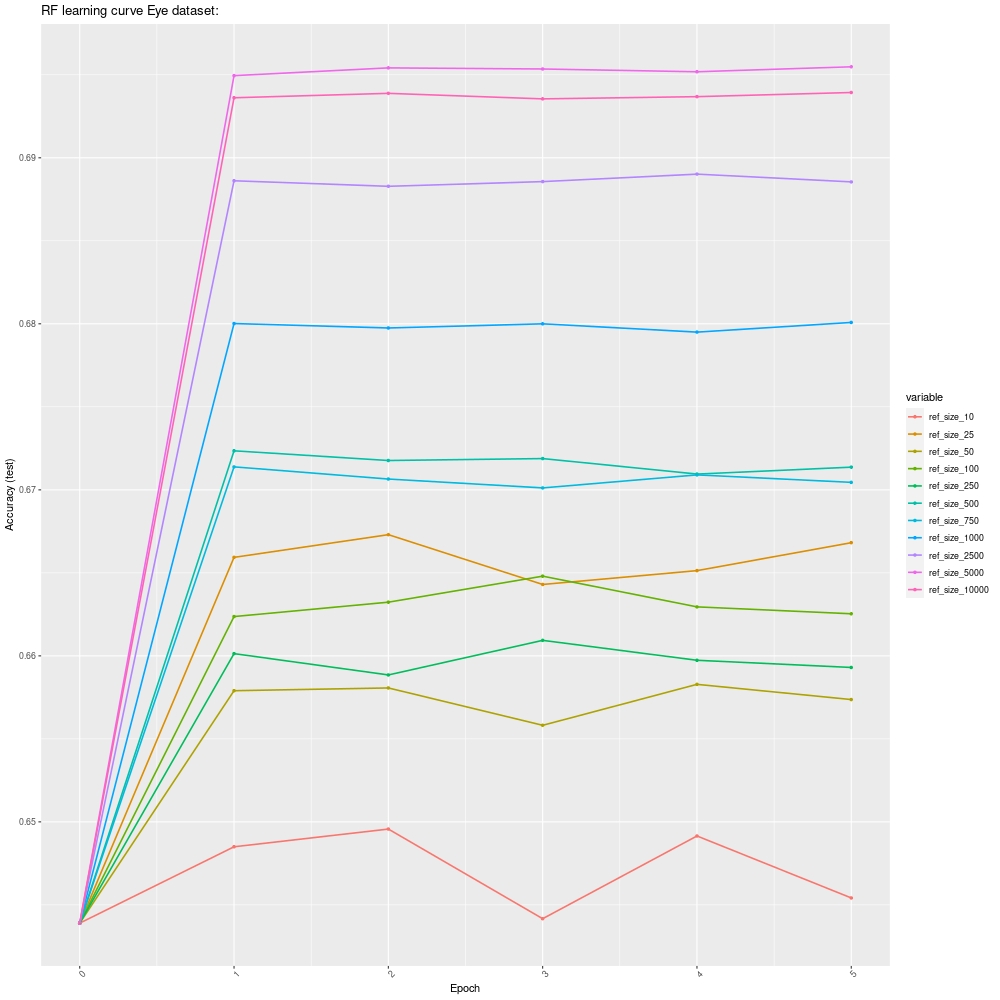 RF learning curve Eye dataset:
0.69
0.68
0.67
0.66
0.65
Accuracy (test)
0
1
2
3
4
5
Epoch
variable
ref_size_10
ref_size_25
ref_size_50
ref_size_100
ref_size_250
ref_size_500
ref_size_750
ref_size_1000
ref_size_2500
ref_size_5000
ref_size_10000